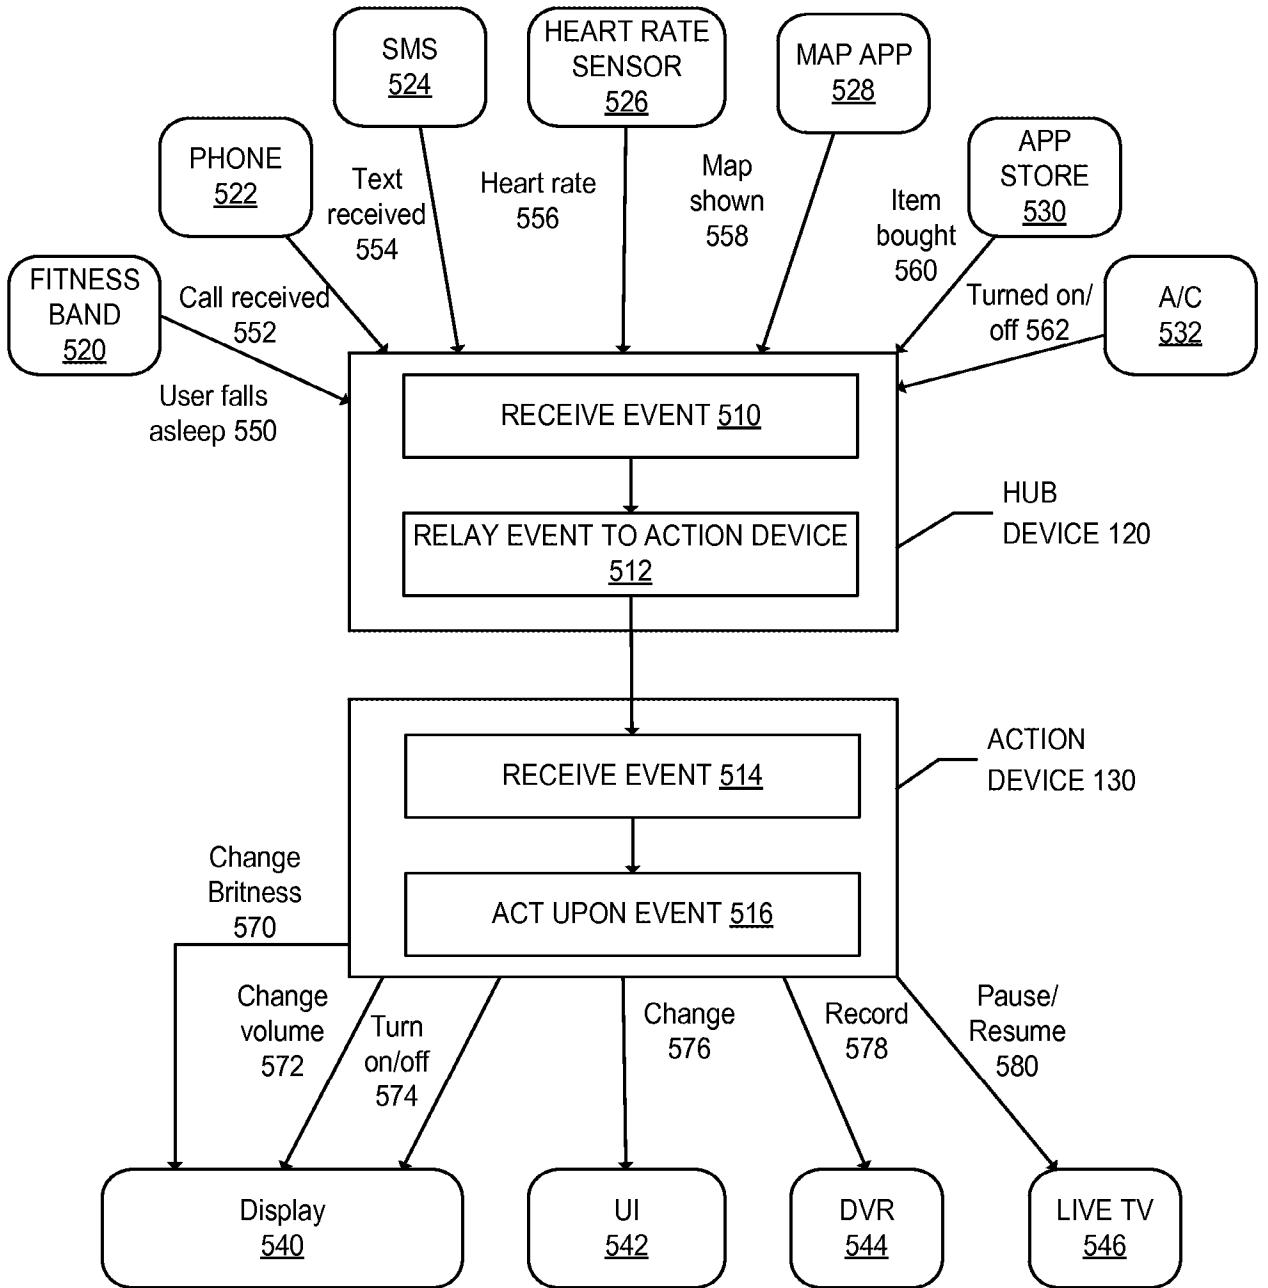 SMS
524
HEART RATE
SENSOR
526
MAP APP
528
PHONE
522
APP
STORE
530
Text
received
554
Heart rate
556
Map
shown
558
Item
bought
560
FITNESS
BAND
520
Call received
552
Turned on/
off 562
A/C
532
User falls
asleep 550
RECEIVE EVENT 510
RELAY EVENT TO ACTION DEVICE
512
HUB
DEVICE 120
RECEIVE EVENT 514
ACTION
DEVICE 130
ACT UPON EVENT 516
Change
Britness
570
Change
volume
572
Turn
on/off
574
Change
576
Record
578
Pause/
Resume
580
Display
540
UI
542
DVR
544
LIVE TV
546